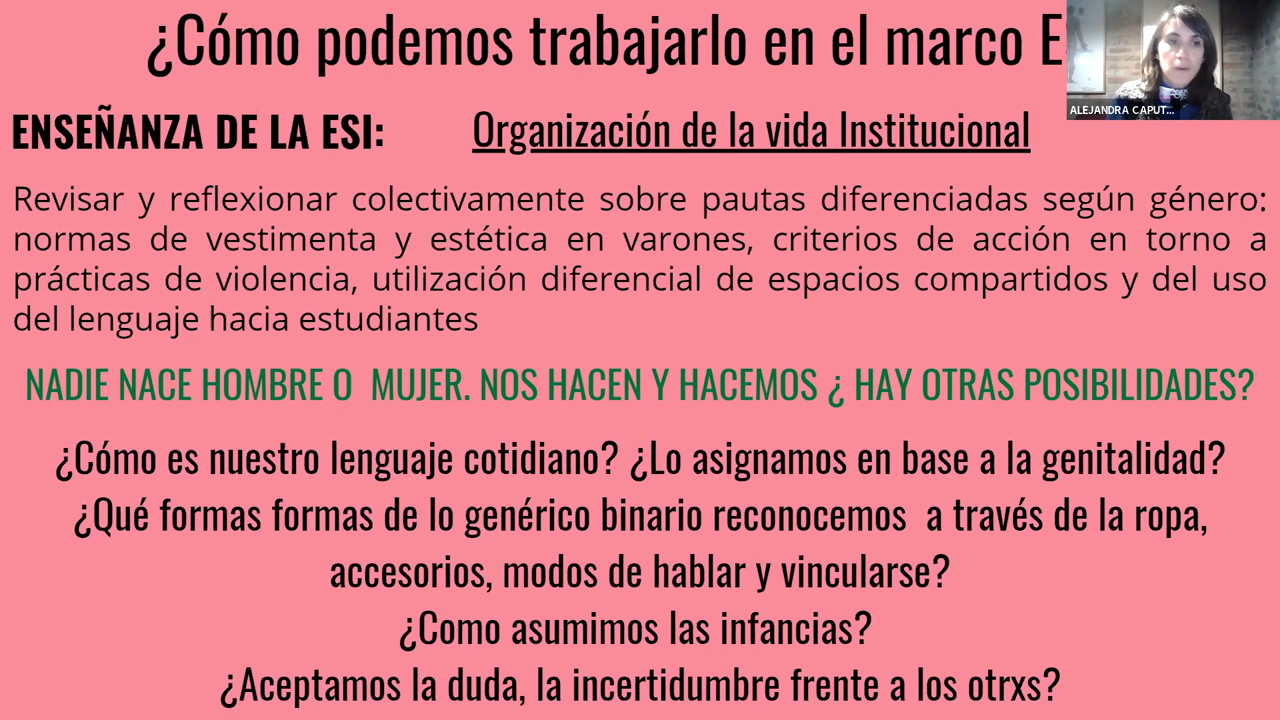 ¿Cómo podemos trabajarlo en el marco E
ALEJANDRA CAPUT...
ENSEÑANZA DE LA ESI: Organización de la vida Institucional
Revisar y reflexionar colectivamente sobre pautas diferenciadas según género:
normas de vestimenta y estética en varones, criterios de acción en torno a
prácticas de violencia, utilización diferencial de espacios compartidos y del uso
del lenguaje hacia estudiantes
NADIE NACE HOMBRE O MUJER. NOS HACEN Y HACEMOS ¿ HAY OTRAS POSIBILIDADES?
¿Cómo es nuestro lenguaje cotidiano? ¿Lo asignamos en base a la genitalidad?
¿Qué formas formas de lo genérico binario reconocemos a través de la ropa,
accesorios, modos de hablar y vincularse?
¿Como asumimos las infancias?
¿Aceptamos la duda, la incertidumbre frente a los otrxs?